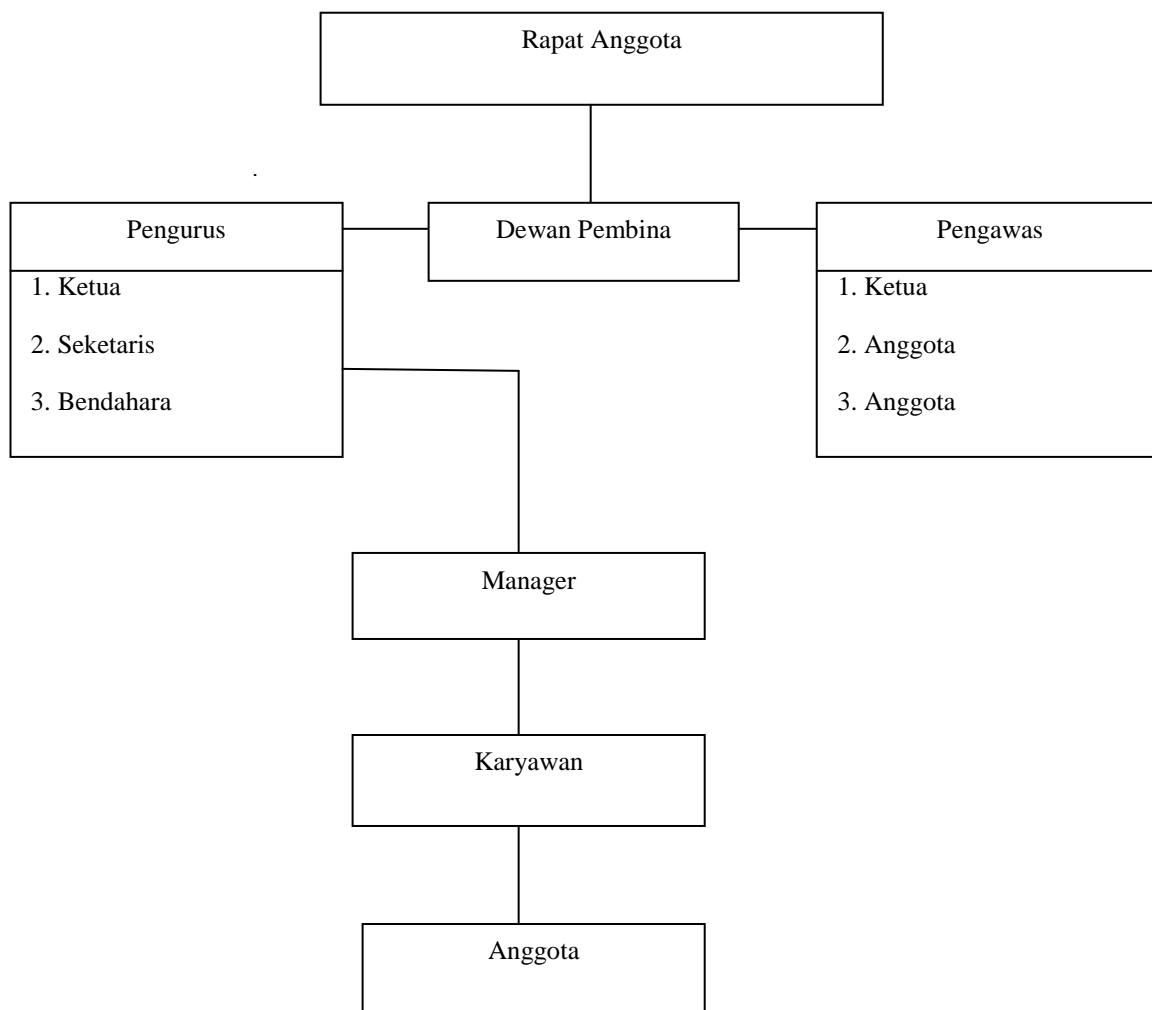 Rapat Anggota
.
Pengurus
1. Ketua
2. Seketaris
3. Bendahara
Dewan Pembina
Pengawas
1. Ketua
2. Anggota
3. Anggota
Manager
Karyawan
Anggota